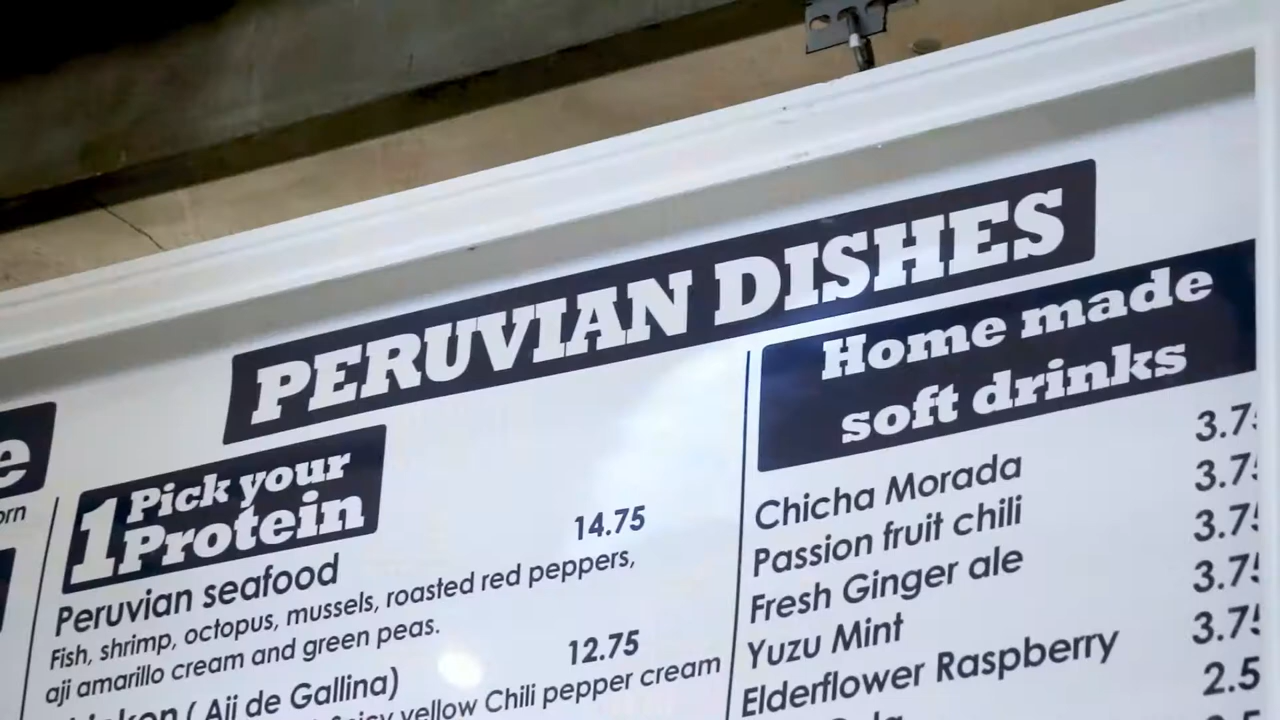 PERUVIAN DISHES
e
orn
1 Pick your
Protein
Peruvian seafood 14.75
Fish, shrimp, octopus, mussels, roasted red peppers,
aji amarillo cream and green peas.
( Aji de Gallina) 12.75
yellow Chili pepper cream
Home made
soft drinks
Chicha Morada 3.75
Passion fruit chili 3.75
Fresh Ginger ale 3.75
Yuzu Mint 3.75
Elderflower Raspberry 3.75
2.5